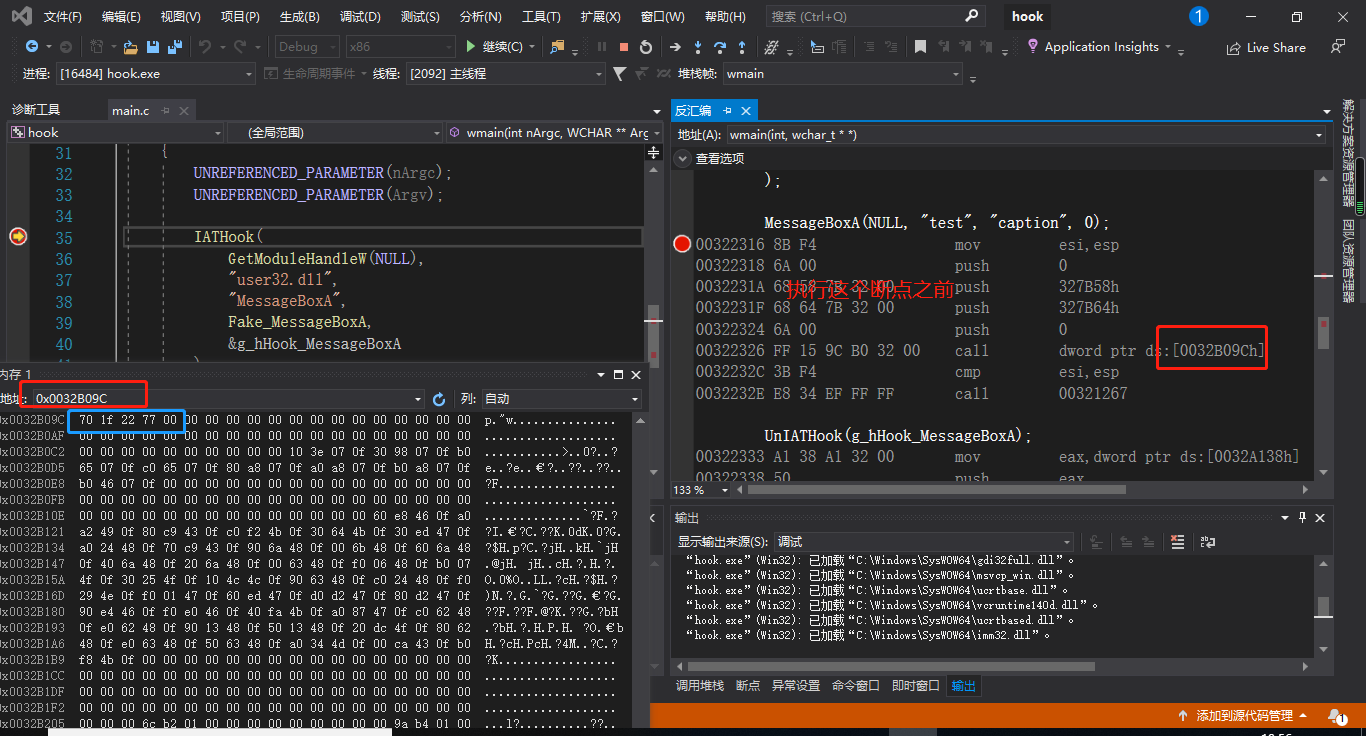 文件(F) 编辑(E) 视图(V) 项目(P) 生成(B) 调试(D) 测试(S) 分析(N) 工具(T) 扩展(X) 窗口(W) 帮助(H) 搜索 (Ctrl+Q) hook 1
Debug x86 继续(C) Application Insights Live Share
进程: [16484] hook.exe 生命周期事件 线程: [2092] 主线程 堆栈帧: wmain
诊断工具 main.c
hook (全局范围) wmain(int nArgc, WCHAR ** Arg
31 {
32 UNREFERENCED_PARAMETER(nArgc);
33 UNREFERENCED_PARAMETER(Argv);
34
35 IATHook(
36 GetModuleHandleW(NULL),
37 "user32.dll",
38 "MessageBoxA",
39 Fake_MessageBoxA,
40 &g_hHook_MessageBoxA
反汇编
地址(A): wmain(int, wchar_t * *)
查看选项
);
MessageBoxA(NULL, "test", "caption", 0);
00322316 8B F4 mov esi,esp
00322318 6A 00 push 0
0032231A 68 58 7B 32 00 push 327B58h
执行这个断点之前
0032231F 68 64 7B 32 00 push 327B64h
00322324 6A 00 push 0
00322326 FF 15 9C B0 32 00 call dword ptr ds:[0032B09Ch]
0032232C 3B F4 cmp esi,esp
0032232E E8 34 EF FF FF call 00321267
UnIATHook(g_hHook_MessageBoxA);
00322333 A1 38 A1 32 00 mov eax,dword ptr ds:[0032A138h]
00322338 50 push eax
133 %
解决方案资源管理器 团队资源管理器
内存 1
地址: 0x0032B09C 列: 自动
0x0032B09C 70 1f 22 77 00 00 00 00 00 00 00 00 00 00 00 00 00 00 00 p."w...............
0x0032B0AF 00 00 00 00 00 00 00 00 00 00 00 00 00 00 00 00 00 00 00 ...................
0x0032B0C2 00 00 00 00 00 00 00 00 00 00 10 3e 07 0f 30 98 07 0f b0
0x0032B0D5 65 07 0f c0 65 07 0f 80 a8 07 0f a0 a8 07 0f b0 a8 07 0f
0x0032B0E8 b0 46 07 0f 00 00 00 00 00 00 00 00 00 00 00 00 00 00 00
0x0032B0FB 00 00 00 00 00 00 00 00 00 00 00 00 00 00 00 00 00 00 00 ...................
0x0032B10E 00 00 00 00 00 00 00 00 00 00 00 00 00 00 60 e8 46 0f a0
0x0032B121 a2 49 0f 80 c9 43 0f c0 f2 4b 0f 30 64 4b 0f 30 ed 47 0f
0x0032B134 a0 24 48 0f 70 c9 43 0f 90 6a 48 0f 00 6b 48 0f 60 6a 48
0x0032B147 0f 40 6a 48 0f 20 6a 48 0f 00 63 48 0f f0 06 48 0f b0 07
0x0032B15A 4f 0f 30 25 4f 0f 10 4c 4c 0f 90 63 48 0f c0 24 48 0f f0
0x0032B16D 29 4e 0f f0 01 47 0f 60 ed 47 0f d0 d2 47 0f 80 d2 47 0f
0x0032B180 90 e4 46 0f f0 e0 46 0f 40 fa 4b 0f a0 87 47 0f c0 62 48
0x0032B193 0f e0 62 48 0f 90 13 48 0f 50 13 48 0f 20 dc 4f 0f 80 62
0x0032B1A6 48 0f e0 63 48 0f 50 63 48 0f a0 34 4d 0f 00 ca 43 0f b0
0x0032B1B9 f8 4b 0f 00 00 00 00 00 00 00 00 00 00 00 00 00 00 00 00
0x0032B1CC 00 00 00 00 00 00 00 00 00 00 00 00 00 00 00 00 00 00 00 ...................
0x0032B1DF 00 00 00 00 00 00 00 00 00 00 00 00 00 00 00 00 00 00 00 ...................
0x0032B1F2 00 00 00 00 00 00 00 00 00 00 00 00 00 00 00 00 00 00 00 ...................
0x0032B205 00 00 00 6c b2 01 00 00 00 00 00 00 00 00 00 9a b4 01 00
输出
显示输出来源(S): 调试
“hook.exe”(Win32): 已加载“C:\Windows\SysWOW64\gdi32full.dll”。
“hook.exe”(Win32): 已加载“C:\Windows\SysWOW64\msvcp_win.dll”。
“hook.exe”(Win32): 已加载“C:\Windows\SysWOW64\ucrtbase.dll”。
“hook.exe”(Win32): 已加载“C:\Windows\SysWOW64\vcruntime140d.dll”。
“hook.exe”(Win32): 已加载“C:\Windows\SysWOW64\ucrtbased.dll”。
“hook.exe”(Win32): 已加载“C:\Windows\SysWOW64\imm32.dll”。
调用堆栈 断点 异常设置 命令窗口 即时窗口 输出
添加到源代码管理 1